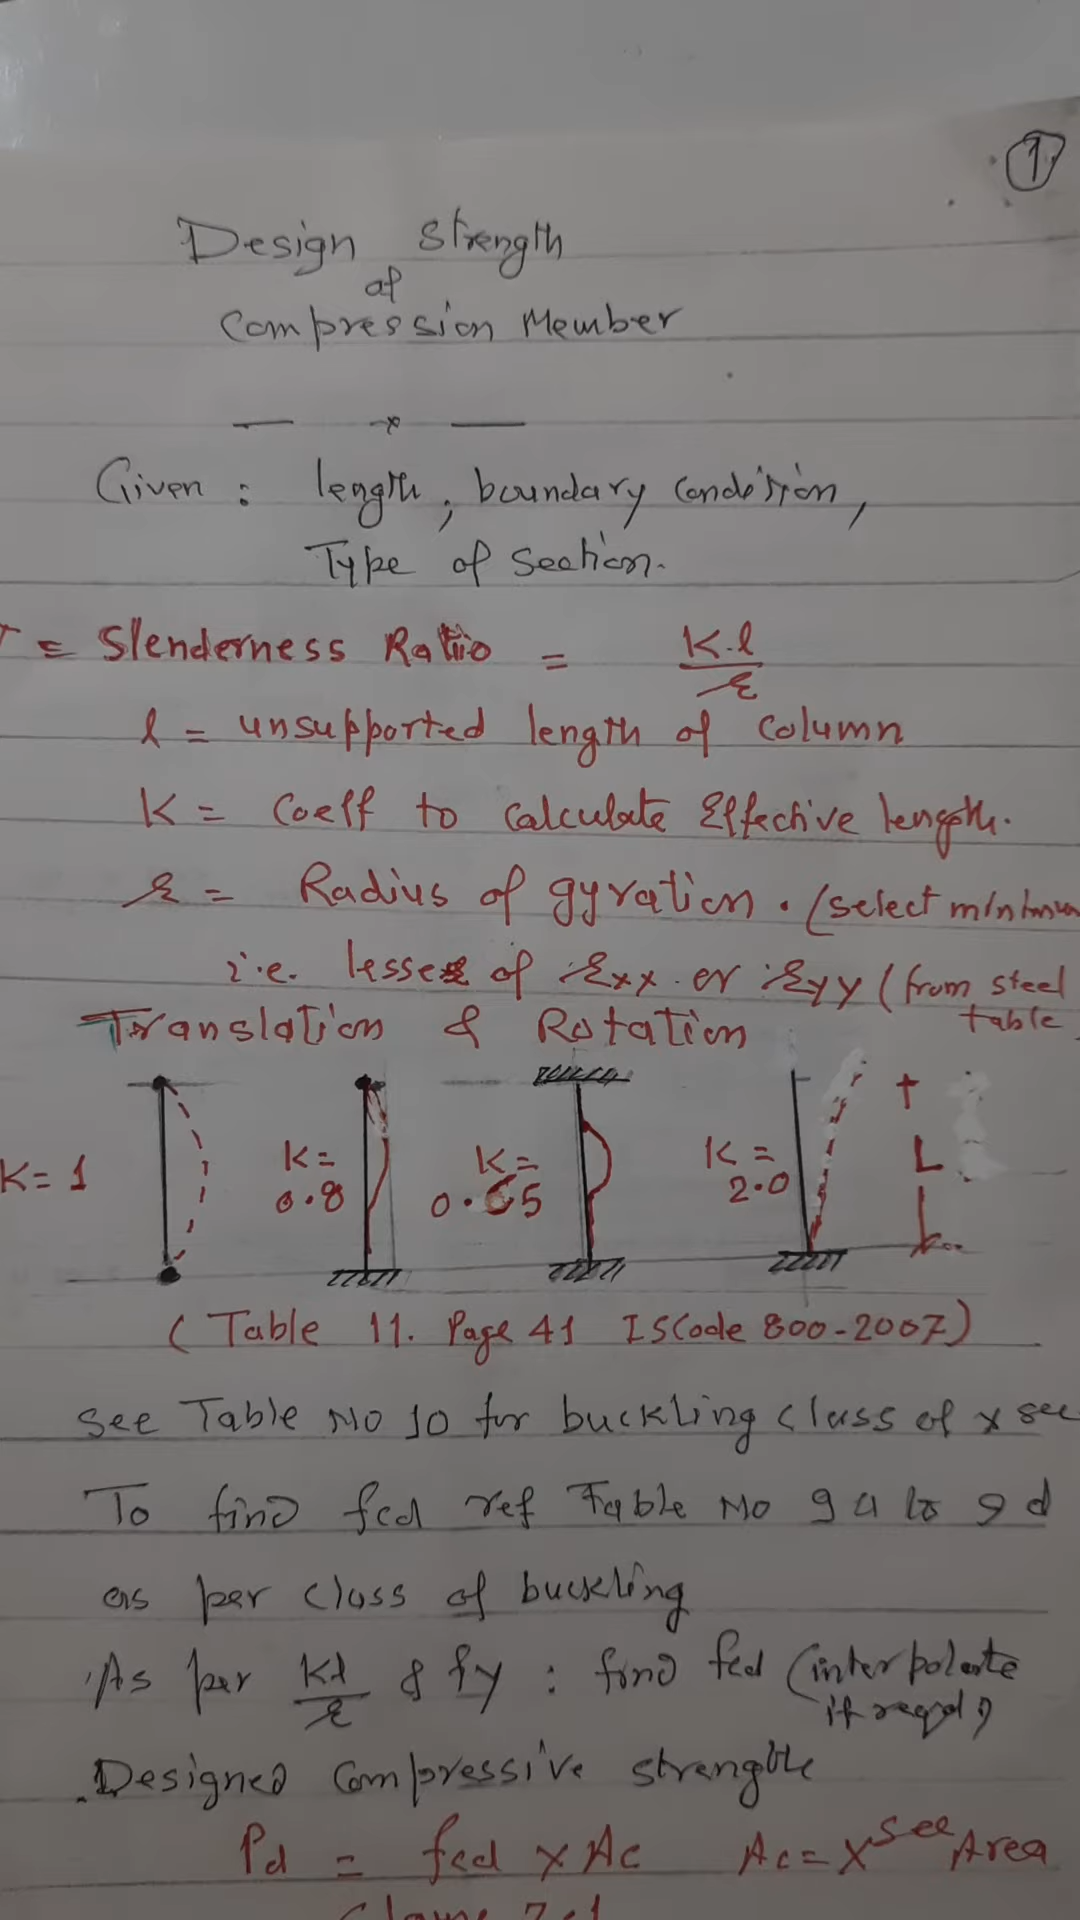 1
Design Strength
of
Compression Member
Given : length, boundary Condition,
Type of Section.
= Slenderness Ratio = K.l / r
l = unsupported length of Column
K = Coeff to Calculate Effective length.
r = Radius of gyration. (select minimum
i.e. lesser of rxx or ryy (from steel
table
Translation & Rotation
K = 1
K = 0.8
K = 0.65
K = 2.0
L
(Table 11. Page 41 IS Code 800-2007)
see Table No 10 for buckling class of x sec
To find fcd ref Table No 9a to 9d
as per class of buckling
As per Kl / r & fy : find fcd (interpolate
if reqd)
Designed Compressive strength
Pd = fcd x Ac Ac = X sec Area